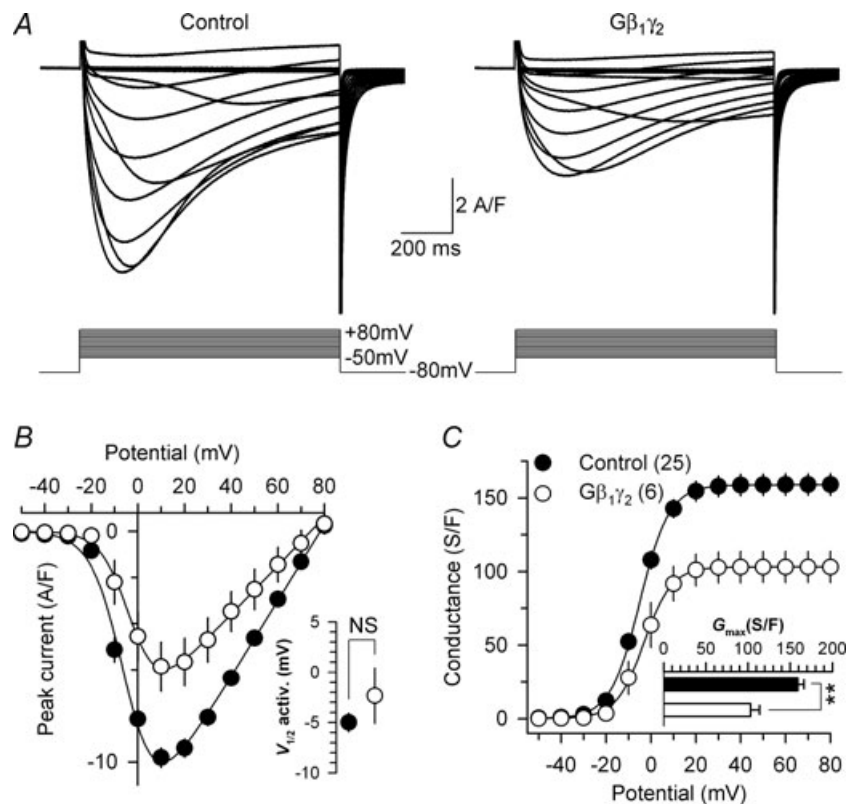 A
Control
Gβ₁γ₂
2 A/F
200 ms
+80mV
-50mV
-80mV
B
Potential (mV)
-40 -20 0 20 40 60 80
0
-10
Peak current (A/F)
NS
5
0
-5
-10
V1/2 activ. (mV)
C
Control (25)
Gβ₁γ₂ (6)
150
100
50
0
Conductance (S/F)
Gmax(S/F)
0 50 100 150 200
**
-40 -20 0 20 40 60 80
Potential (mV)